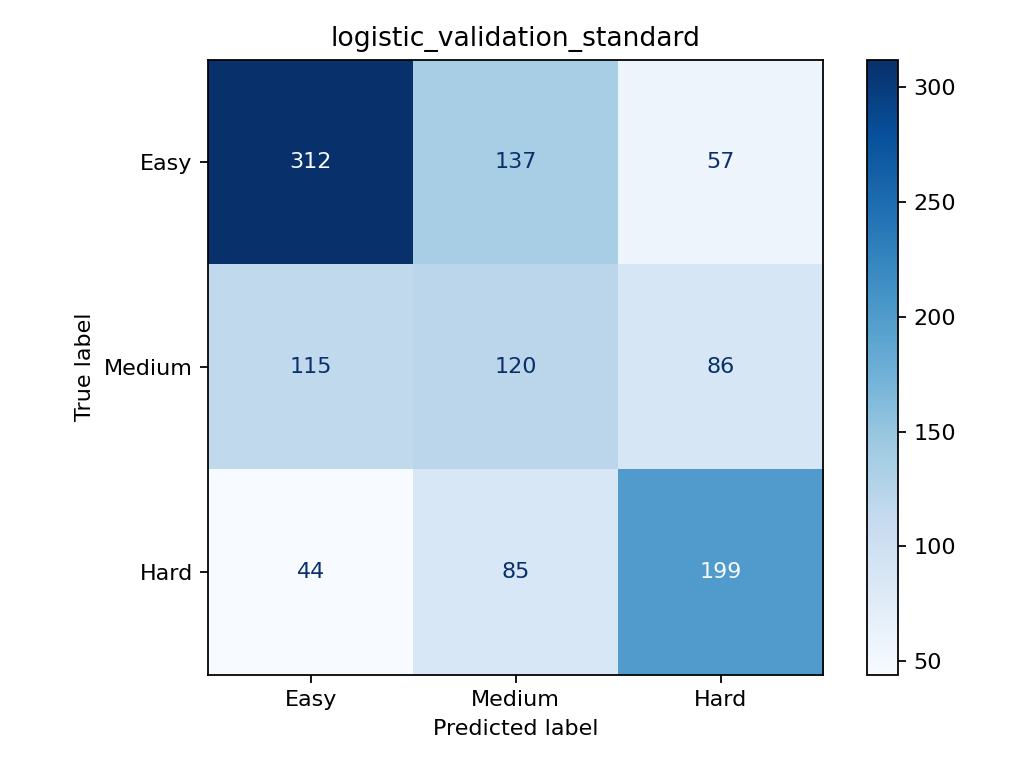 logistic_validation_standard
True label
Easy 312 137 57
Medium 115 120 86
Hard 44 85 199
Easy Medium Hard
Predicted label
300
250
200
150
100
50